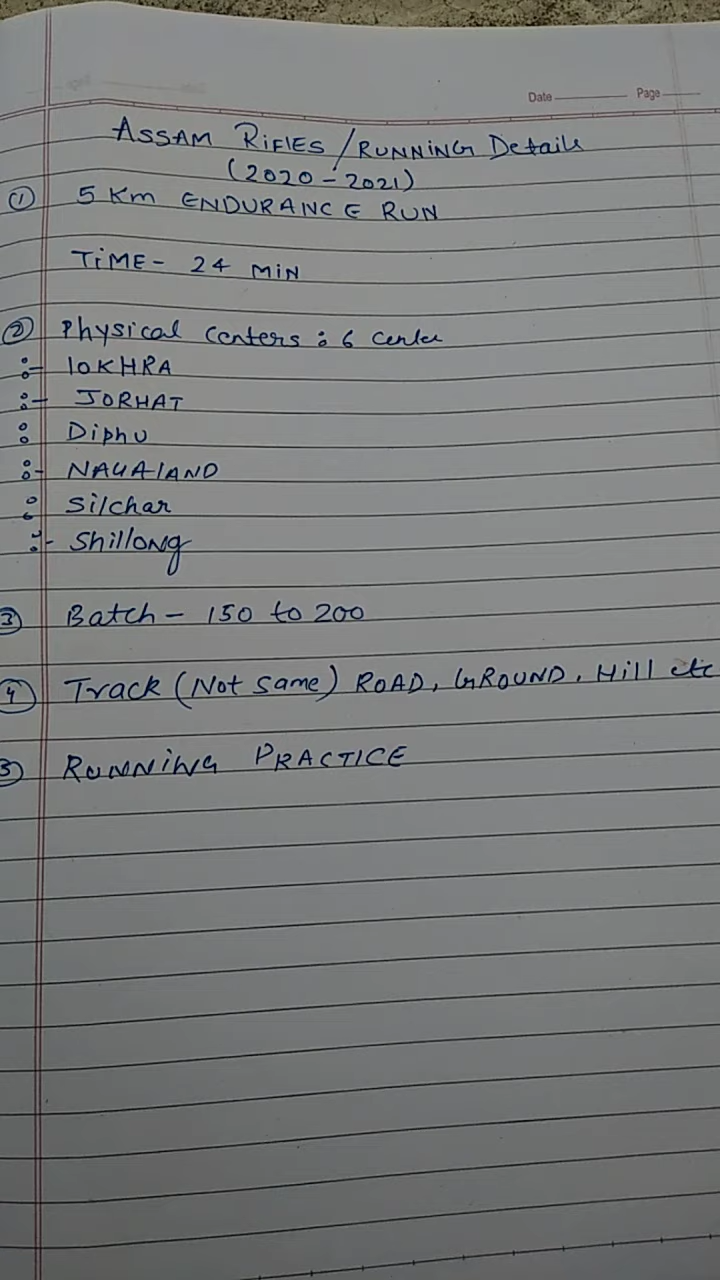 Date Page
ASSAM RIFlES / RUNNiNG Details
(2020-2021)
① 5 Km ENDURANCE RUN
TiME- 24 MiN
② Physical Centers : 6 Center
:- lOKHRA
:- JORHAT
: Diphu
:- NAGAlAND
: Silchar
:- Shillong
③ Batch - 150 to 200
④ Track (Not Same) ROAD, GROUND, Hill etc
⑤ RUNNiNG PRACTICE